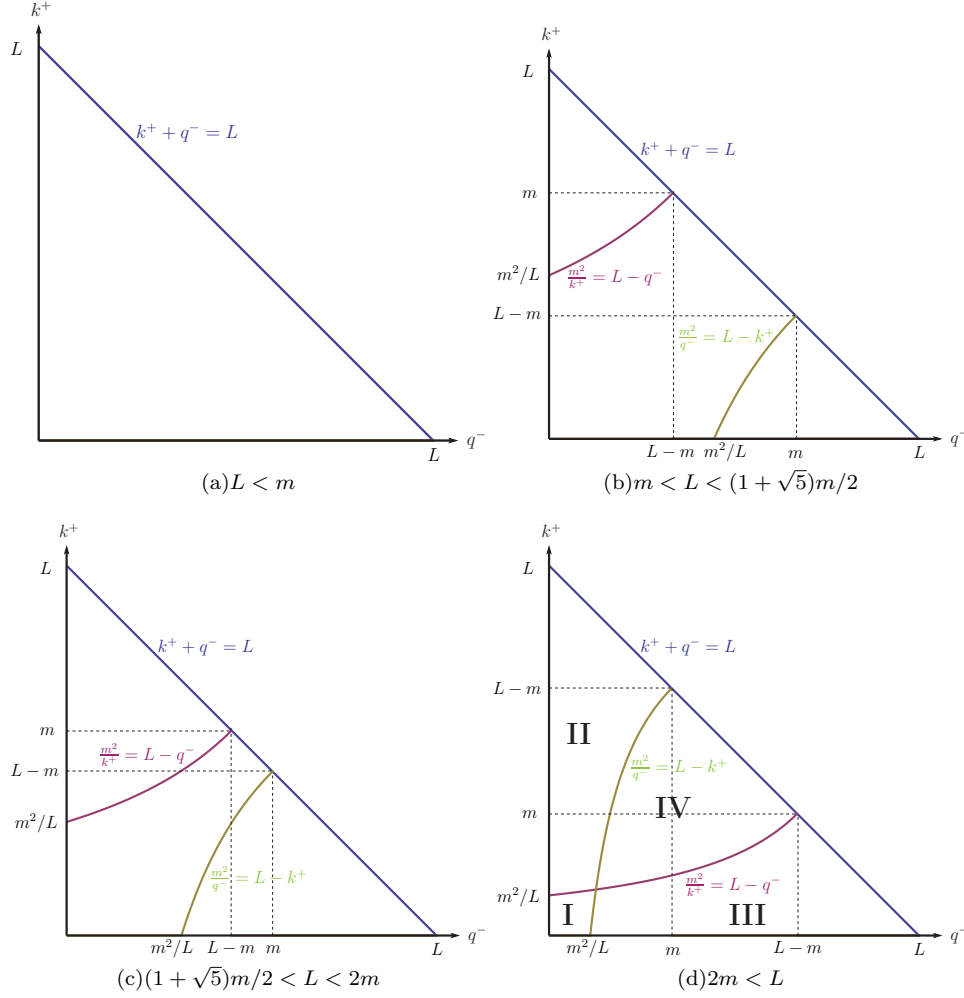 k⁺
L
k⁺ + q⁻ = L
q⁻
L
(a)L < m
k⁺
L
k⁺ + q⁻ = L
m
m²/L
m²/k⁺ = L − q⁻
L − m
m²/q⁻ = L − k⁺
q⁻
L − m m²/L m L
(b)m < L < (1 + √5)m/2
k⁺
L
k⁺ + q⁻ = L
m
m²/k⁺ = L − q⁻
L − m
m²/L
m²/q⁻ = L − k⁺
q⁻
m²/L L − m m L
(c)(1 + √5)m/2 < L < 2m
k⁺
L
k⁺ + q⁻ = L
L − m
II
m²/q⁻ = L − k⁺
IV
m
m²/k⁺ = L − q⁻
m²/L
I III
q⁻
m²/L m L − m L
(d)2m < L